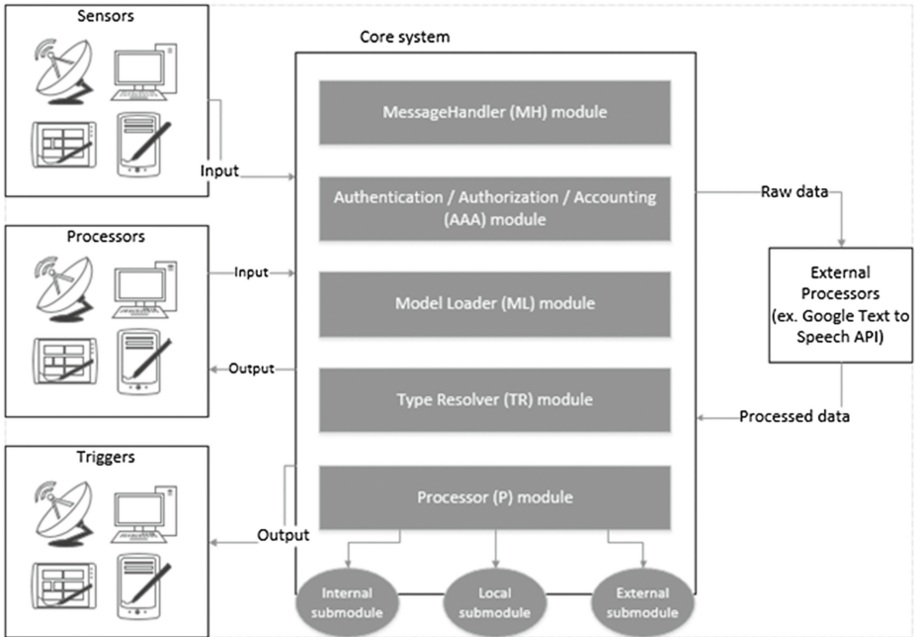 Sensors
Core system
MessageHandler (MH) module
Input
Authentication / Authorization / Accounting
(AAA) module
Raw data
Processors
Input
Model Loader (ML) module
External
Processors
(ex. Google Text to
Speech API)
Output
Type Resolver (TR) module
Processed data
Triggers
Processor (P) module
Output
Internal
submodule
Local
submodule
External
submodule